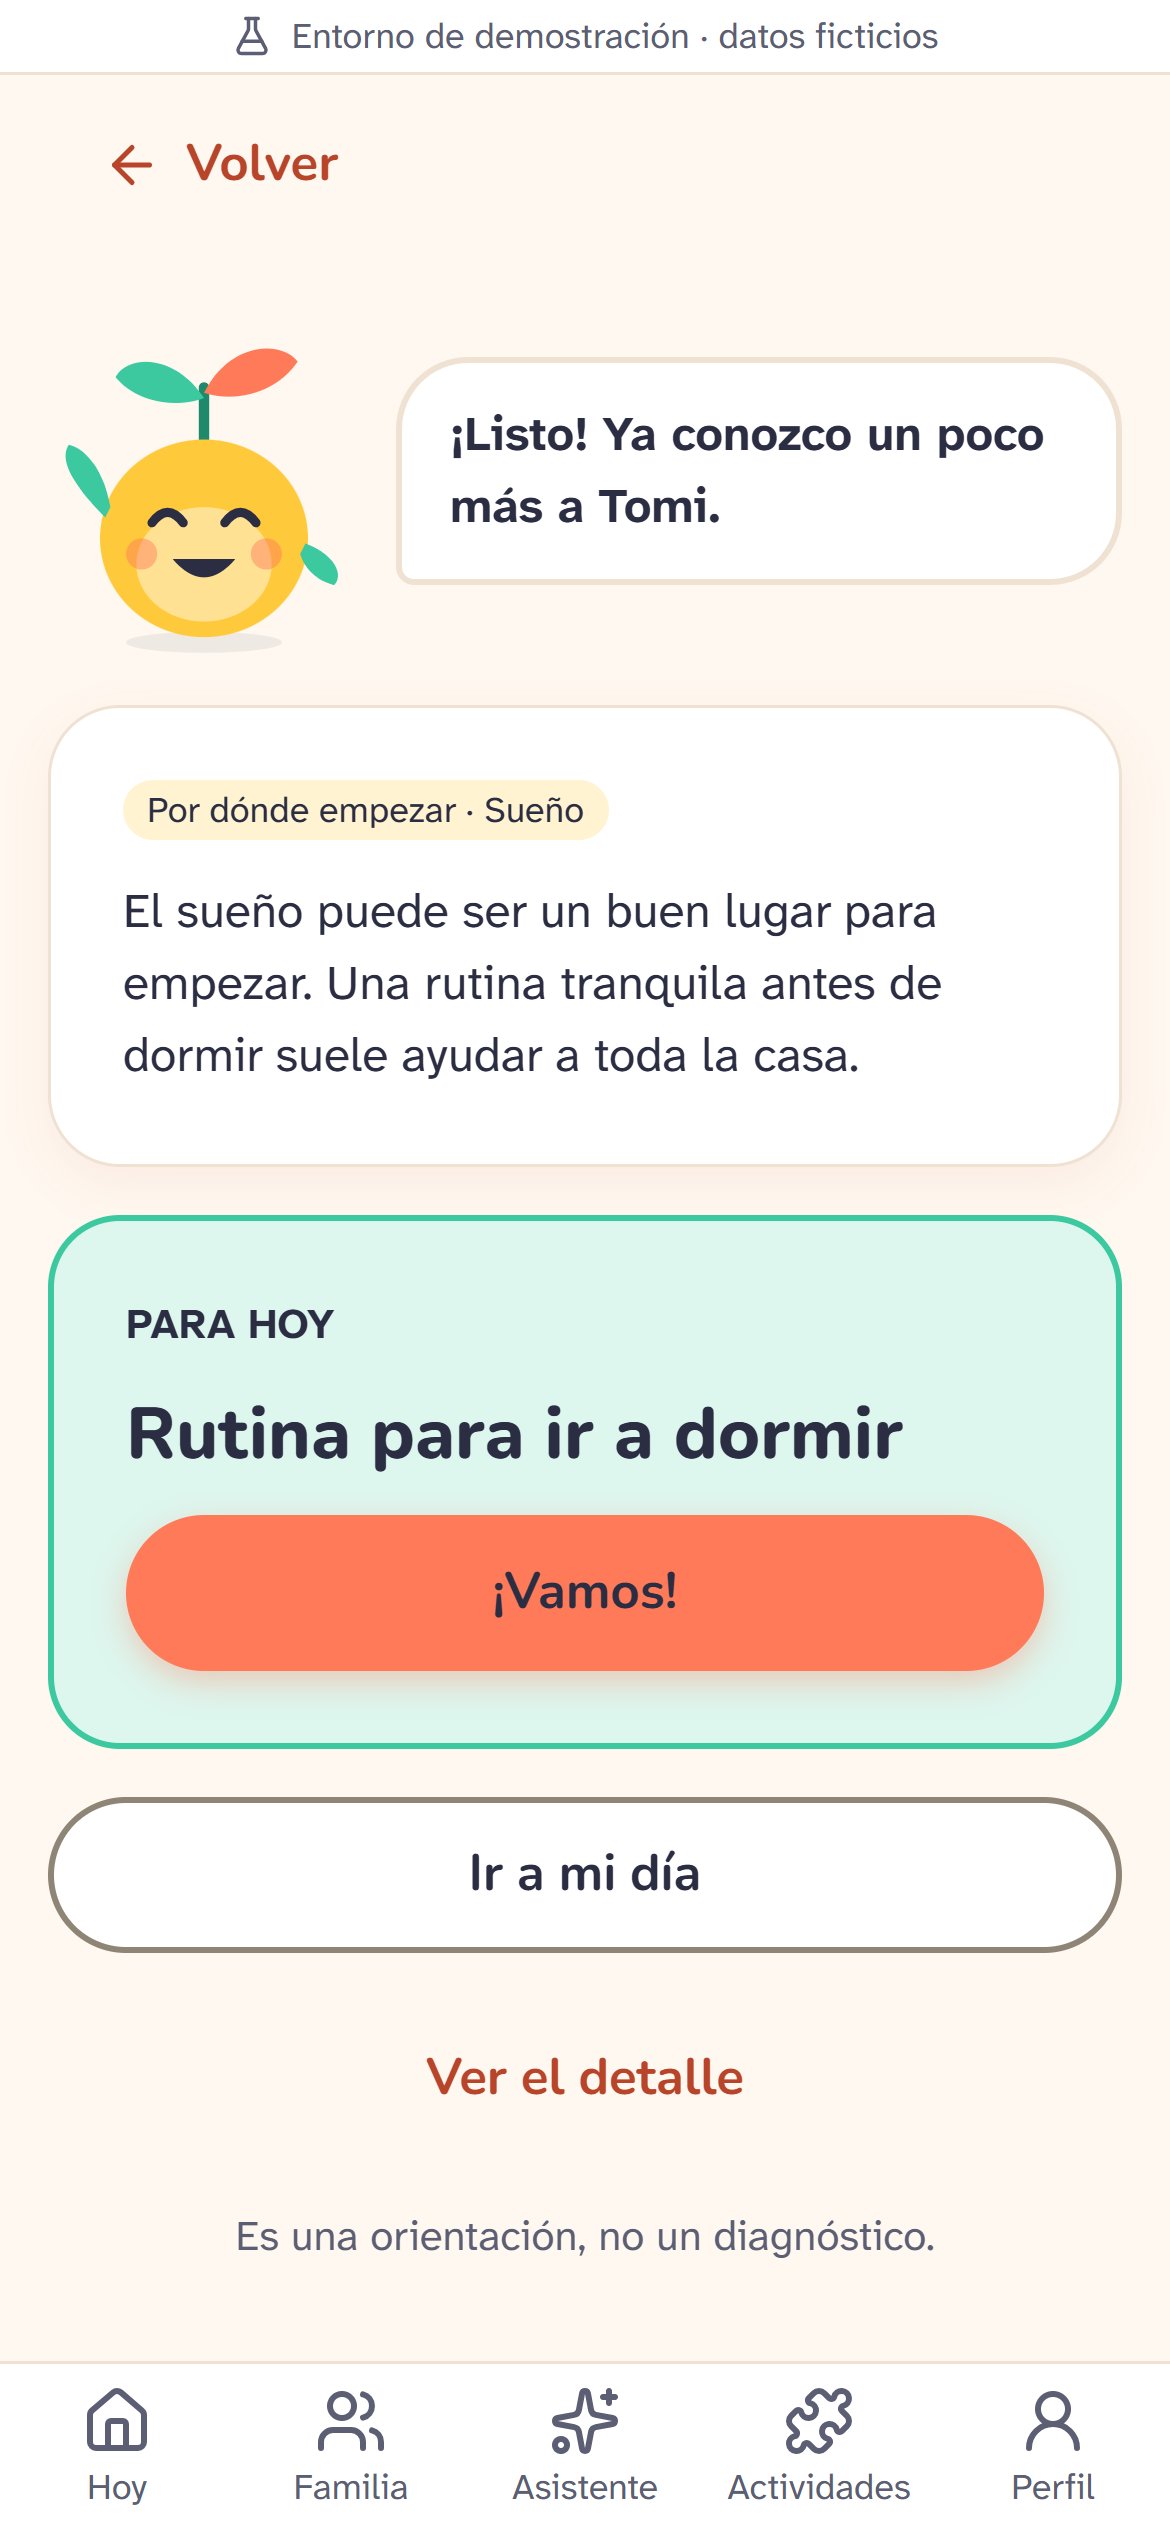 Entorno de demostración · datos ficticios
Volver
¡Listo! Ya conozco un poco
más a Tomi.
Por dónde empezar · Sueño
El sueño puede ser un buen lugar para
empezar. Una rutina tranquila antes de
dormir suele ayudar a toda la casa.
PARA HOY
Rutina para ir a dormir
¡Vamos!
Ir a mi día
Ver el detalle
Es una orientación, no un diagnóstico.
Hoy
Familia
Asistente
Actividades
Perfil